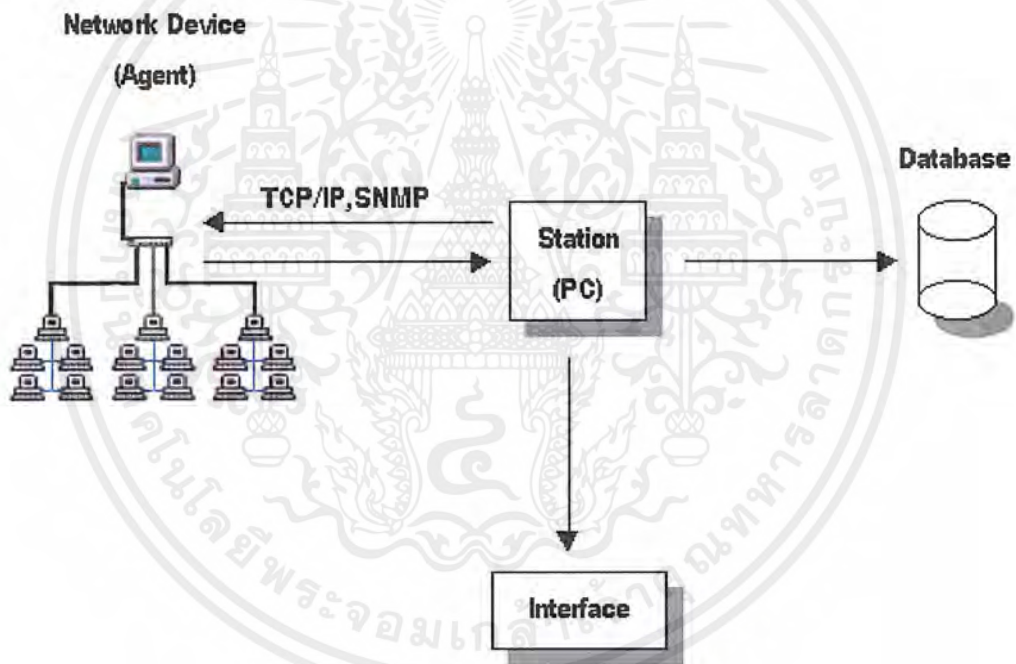 Network Device
(Agent)
TCP/IP,SNMP
Station
(PC)
Database
Interface